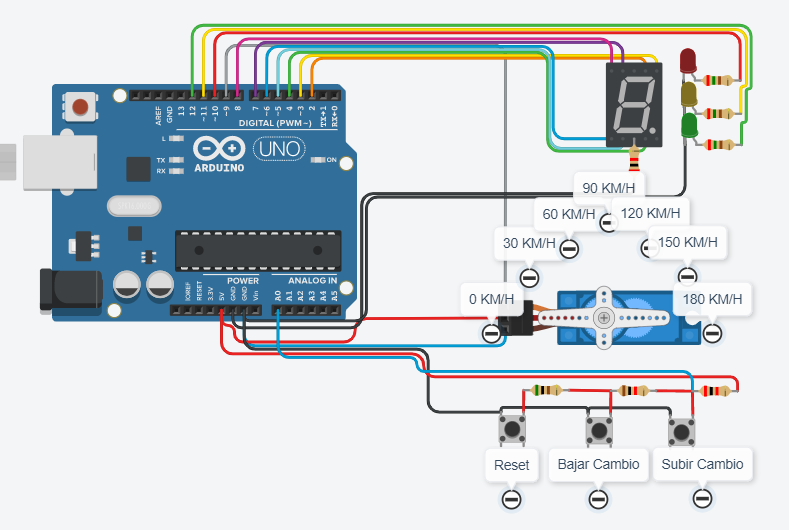 AREF
GND
13
12
~11
~10
~9
8
7
~6
~5
4
~3
2
TX→1
RX←0
DIGITAL (PWM~)
L
TX
RX
UNO
ARDUINO
ON
POWER
ANALOG IN
IOREF
RESET
3.3V
5V
GND
GND
Vin
A0
A1
A2
A3
A4
A5
90 KM/H
60 KM/H
120 KM/H
30 KM/H
150 KM/H
0 KM/H
180 KM/H
Reset
Bajar Cambio
Subir Cambio